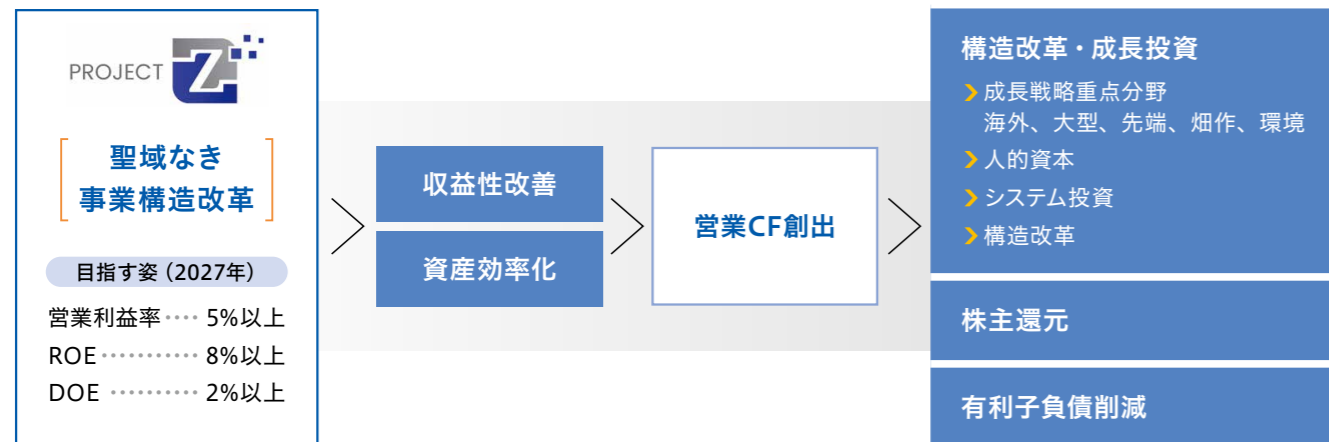 PROJECT Z
聖域なき
事業構造改革
目指す姿（2027年）
営業利益率････ 5%以上
ROE･･･････････ 8%以上
DOE ･･････････ 2%以上
収益性改善
資産効率化
営業CF創出
構造改革・成長投資
成長戦略重点分野
海外、大型、先端、畑作、環境
人的資本
システム投資
構造改革
株主還元
有利子負債削減